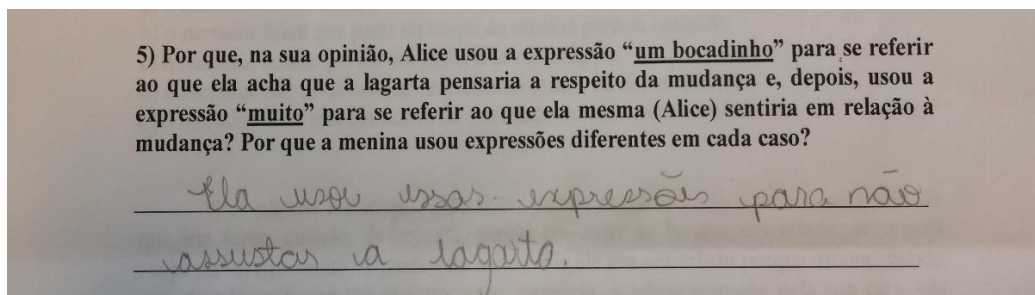 5) Por que, na sua opinião, Alice usou a expressão “um bocadinho” para se referir
ao que ela acha que a lagarta pensaria a respeito da mudança e, depois, usou a
expressão “muito” para se referir ao que ela mesma (Alice) sentiria em relação à
mudança? Por que a menina usou expressões diferentes em cada caso?
Ela usou essas expressões para não
assustar a lagarto.